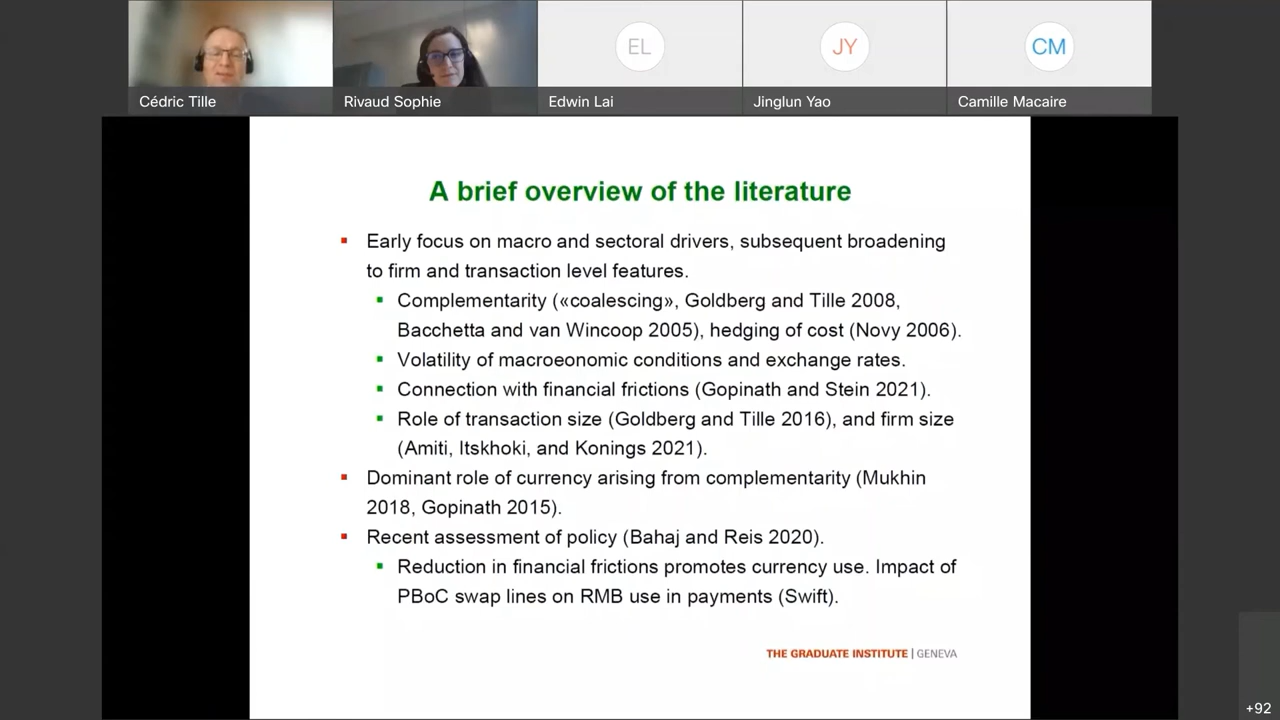 EL
JY
CM
Cédric Tille
Rivaud Sophie
Edwin Lai
Jinglun Yao
Camille Macaire
A brief overview of the literature
Early focus on macro and sectoral drivers, subsequent broadening
to firm and transaction level features.
Complementarity («coalescing», Goldberg and Tille 2008,
Bacchetta and van Wincoop 2005), hedging of cost (Novy 2006).
Volatility of macroeonomic conditions and exchange rates.
Connection with financial frictions (Gopinath and Stein 2021).
Role of transaction size (Goldberg and Tille 2016), and firm size
(Amiti, Itskhoki, and Konings 2021).
Dominant role of currency arising from complementarity (Mukhin
2018, Gopinath 2015).
Recent assessment of policy (Bahaj and Reis 2020).
Reduction in financial frictions promotes currency use. Impact of
PBoC swap lines on RMB use in payments (Swift).
THE GRADUATE INSTITUTE | GENEVA
+92